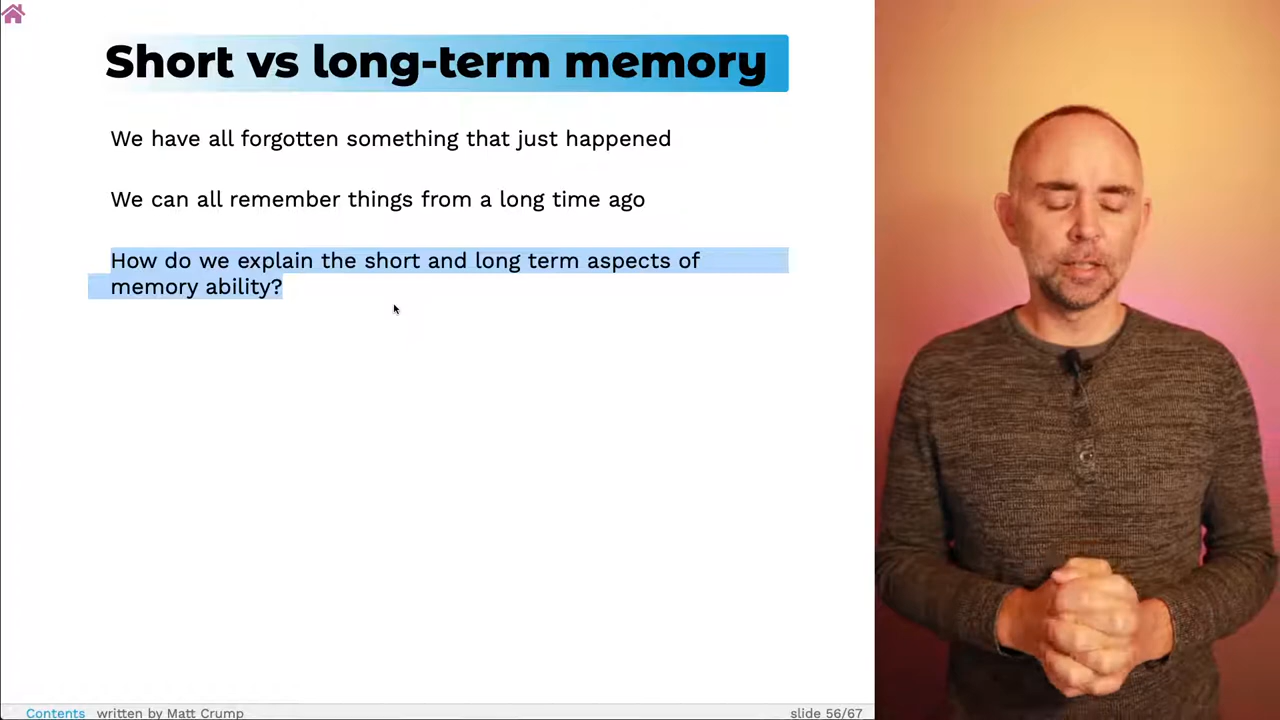 Short vs long-term memory
We have all forgotten something that just happened
We can all remember things from a long time ago
How do we explain the short and long term aspects of
memory ability?
Contents written by Matt Crump slide 56/67